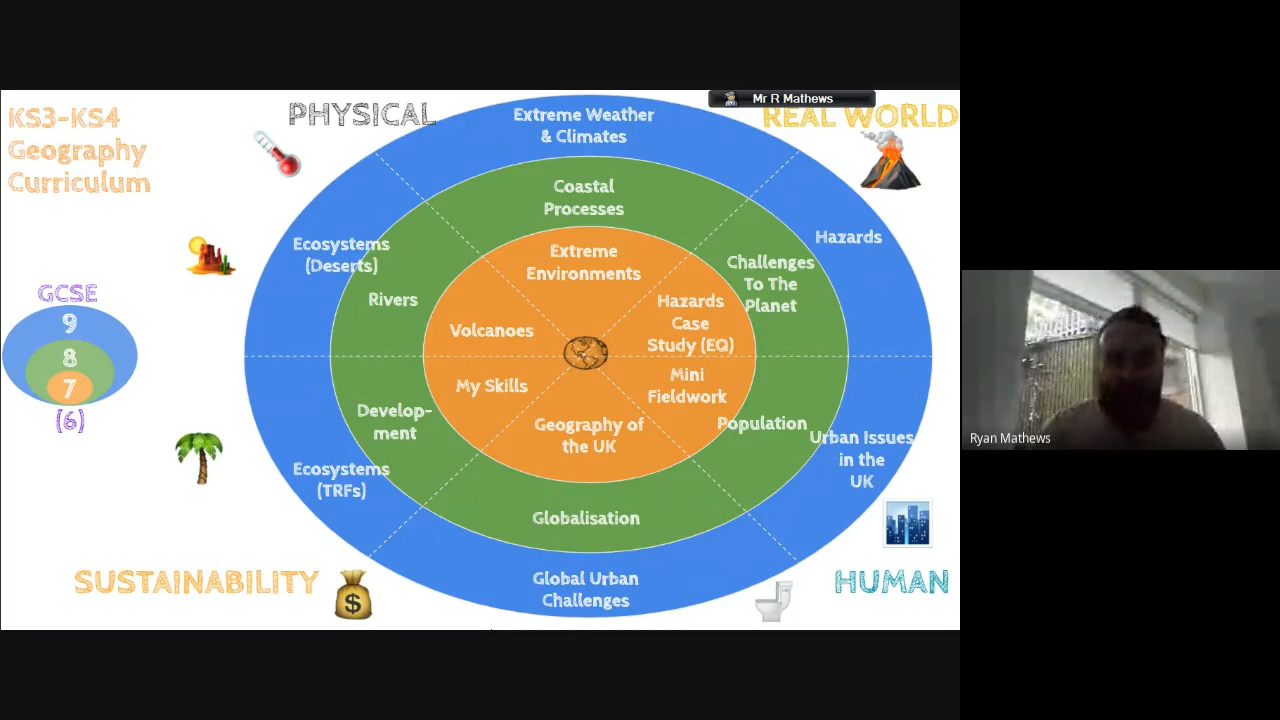 Mr R Mathews
KS3-KS4
Geography
Curriculum
PHYSICAL
REAL WORLD
Extreme Weather
& Climates
Coastal
Processes
Extreme
Environments
Ecosystems
(Deserts)
Rivers
Volcanoes
Hazards
Challenges
To The
Planet
Hazards
Case
Study (EQ)
GCSE
9
8
7
(6)
My Skills
Mini
Fieldwork
Geography of
the UK
Develop-
ment
Population
Ecosystems
(TRFs)
Urban Issues
in the
UK
Globalisation
Global Urban
Challenges
SUSTAINABILITY
$
HUMAN
Ryan Mathews